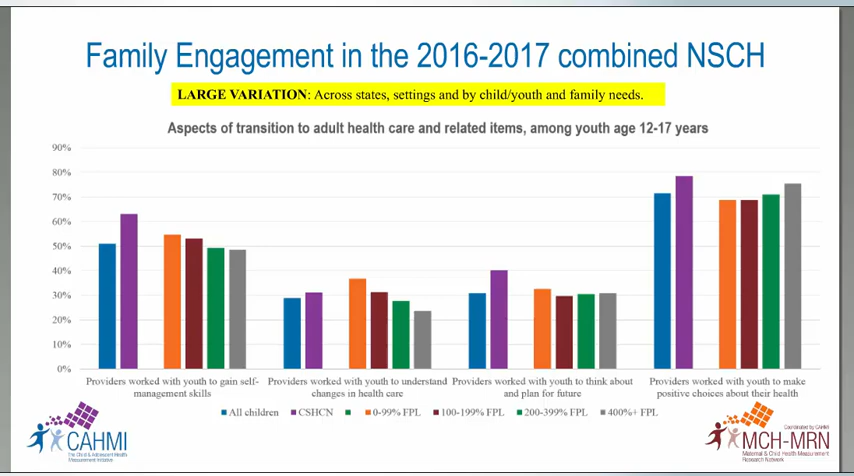 Family Engagement in the 2016-2017 combined NSCH
LARGE VARIATION: Across states, settings and by child/youth and family needs.
Aspects of transition to adult health care and related items, among youth age 12-17 years
90%
80%
70%
60%
50%
40%
30%
20%
10%
0%
Providers worked with youth to gain self-
management skills
Providers worked with youth to understand
changes in health care
Providers worked with youth to think about
and plan for future
Providers worked with youth to make
positive choices about their health
All children CSHCN 0-99% FPL 100-199% FPL 200-399% FPL 400%+ FPL
CAHMI
The Child & Adolescent Health
Measurement Initiative
Coordinated by CAHMI
MCH-MRN
Maternal & Child Health Measurement
Research Network